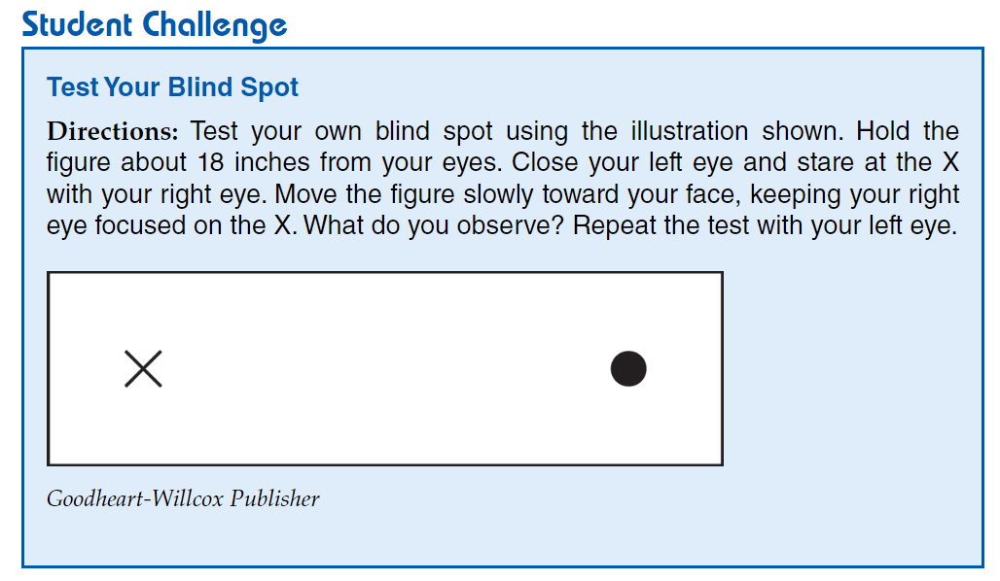 Student Challenge
Test Your Blind Spot
Directions: Test your own blind spot using the illustration shown. Hold the
figure about 18 inches from your eyes. Close your left eye and stare at the X
with your right eye. Move the figure slowly toward your face, keeping your right
eye focused on the X. What do you observe? Repeat the test with your left eye.
Goodheart-Willcox Publisher